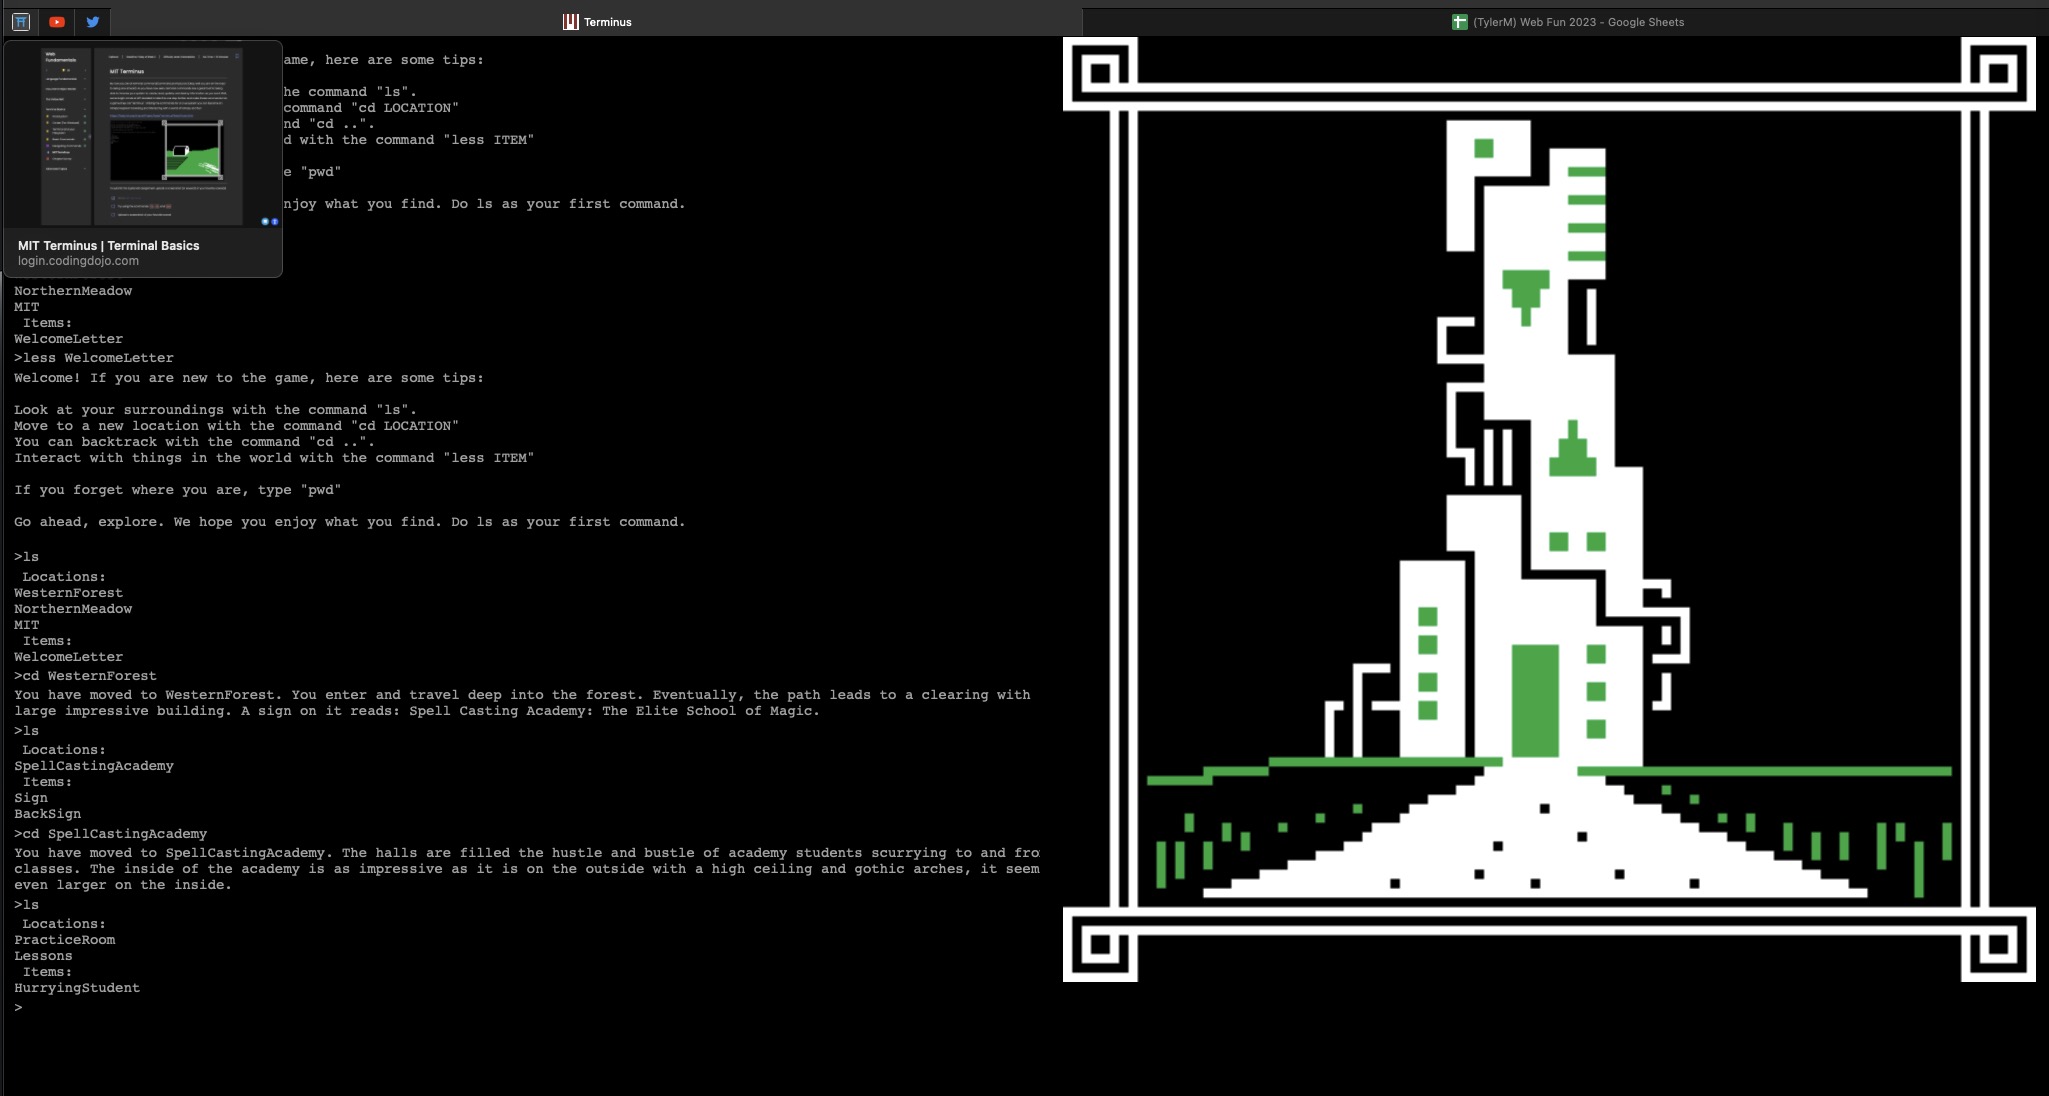 Terminus
(TylerM) Web Fun 2023 - Google Sheets
Web
Fundamentals
MIT Terminus
MIT Terminus | Terminal Basics
login.codingdojo.com
ame, here are some tips:
he command "ls".
command "cd LOCATION"
nd "cd ..".
d with the command "less ITEM"
e "pwd"
njoy what you find. Do ls as your first command.
NorthernMeadow
MIT
Items:
WelcomeLetter
>less WelcomeLetter
Welcome! If you are new to the game, here are some tips:
Look at your surroundings with the command "ls".
Move to a new location with the command "cd LOCATION"
You can backtrack with the command "cd ..".
Interact with things in the world with the command "less ITEM"
If you forget where you are, type "pwd"
Go ahead, explore. We hope you enjoy what you find. Do ls as your first command.
>ls
Locations:
WesternForest
NorthernMeadow
MIT
Items:
WelcomeLetter
>cd WesternForest
You have moved to WesternForest. You enter and travel deep into the forest. Eventually, the path leads to a clearing with
large impressive building. A sign on it reads: Spell Casting Academy: The Elite School of Magic.
>ls
Locations:
SpellCastingAcademy
Items:
Sign
BackSign
>cd SpellCastingAcademy
You have moved to SpellCastingAcademy. The halls are filled the hustle and bustle of academy students scurrying to and fro
classes. The inside of the academy is as impressive as it is on the outside with a high ceiling and gothic arches, it seem
even larger on the inside.
>ls
Locations:
PracticeRoom
Lessons
Items:
HurryingStudent
>